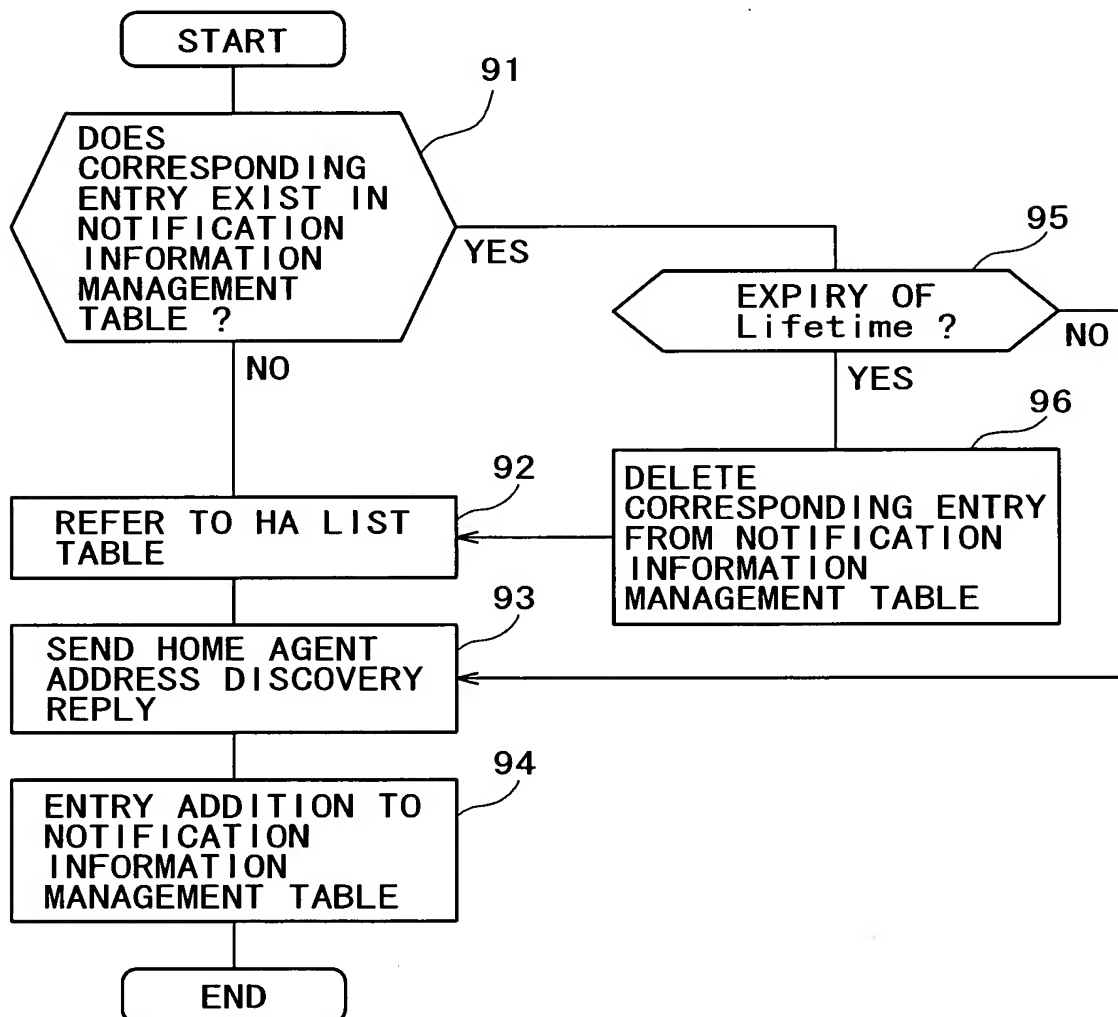 START
91
DOES
CORRESPONDING
ENTRY EXIST IN
NOTIFICATION
INFORMATION
MANAGEMENT
TABLE ?
YES
NO
95
EXPIRY OF
Lifetime ?
NO
YES
96
DELETE
CORRESPONDING ENTRY
FROM NOTIFICATION
INFORMATION
MANAGEMENT TABLE
92
REFER TO HA LIST
TABLE
93
SEND HOME AGENT
ADDRESS DISCOVERY
REPLY
94
ENTRY ADDITION TO
NOTIFICATION
INFORMATION
MANAGEMENT TABLE
END